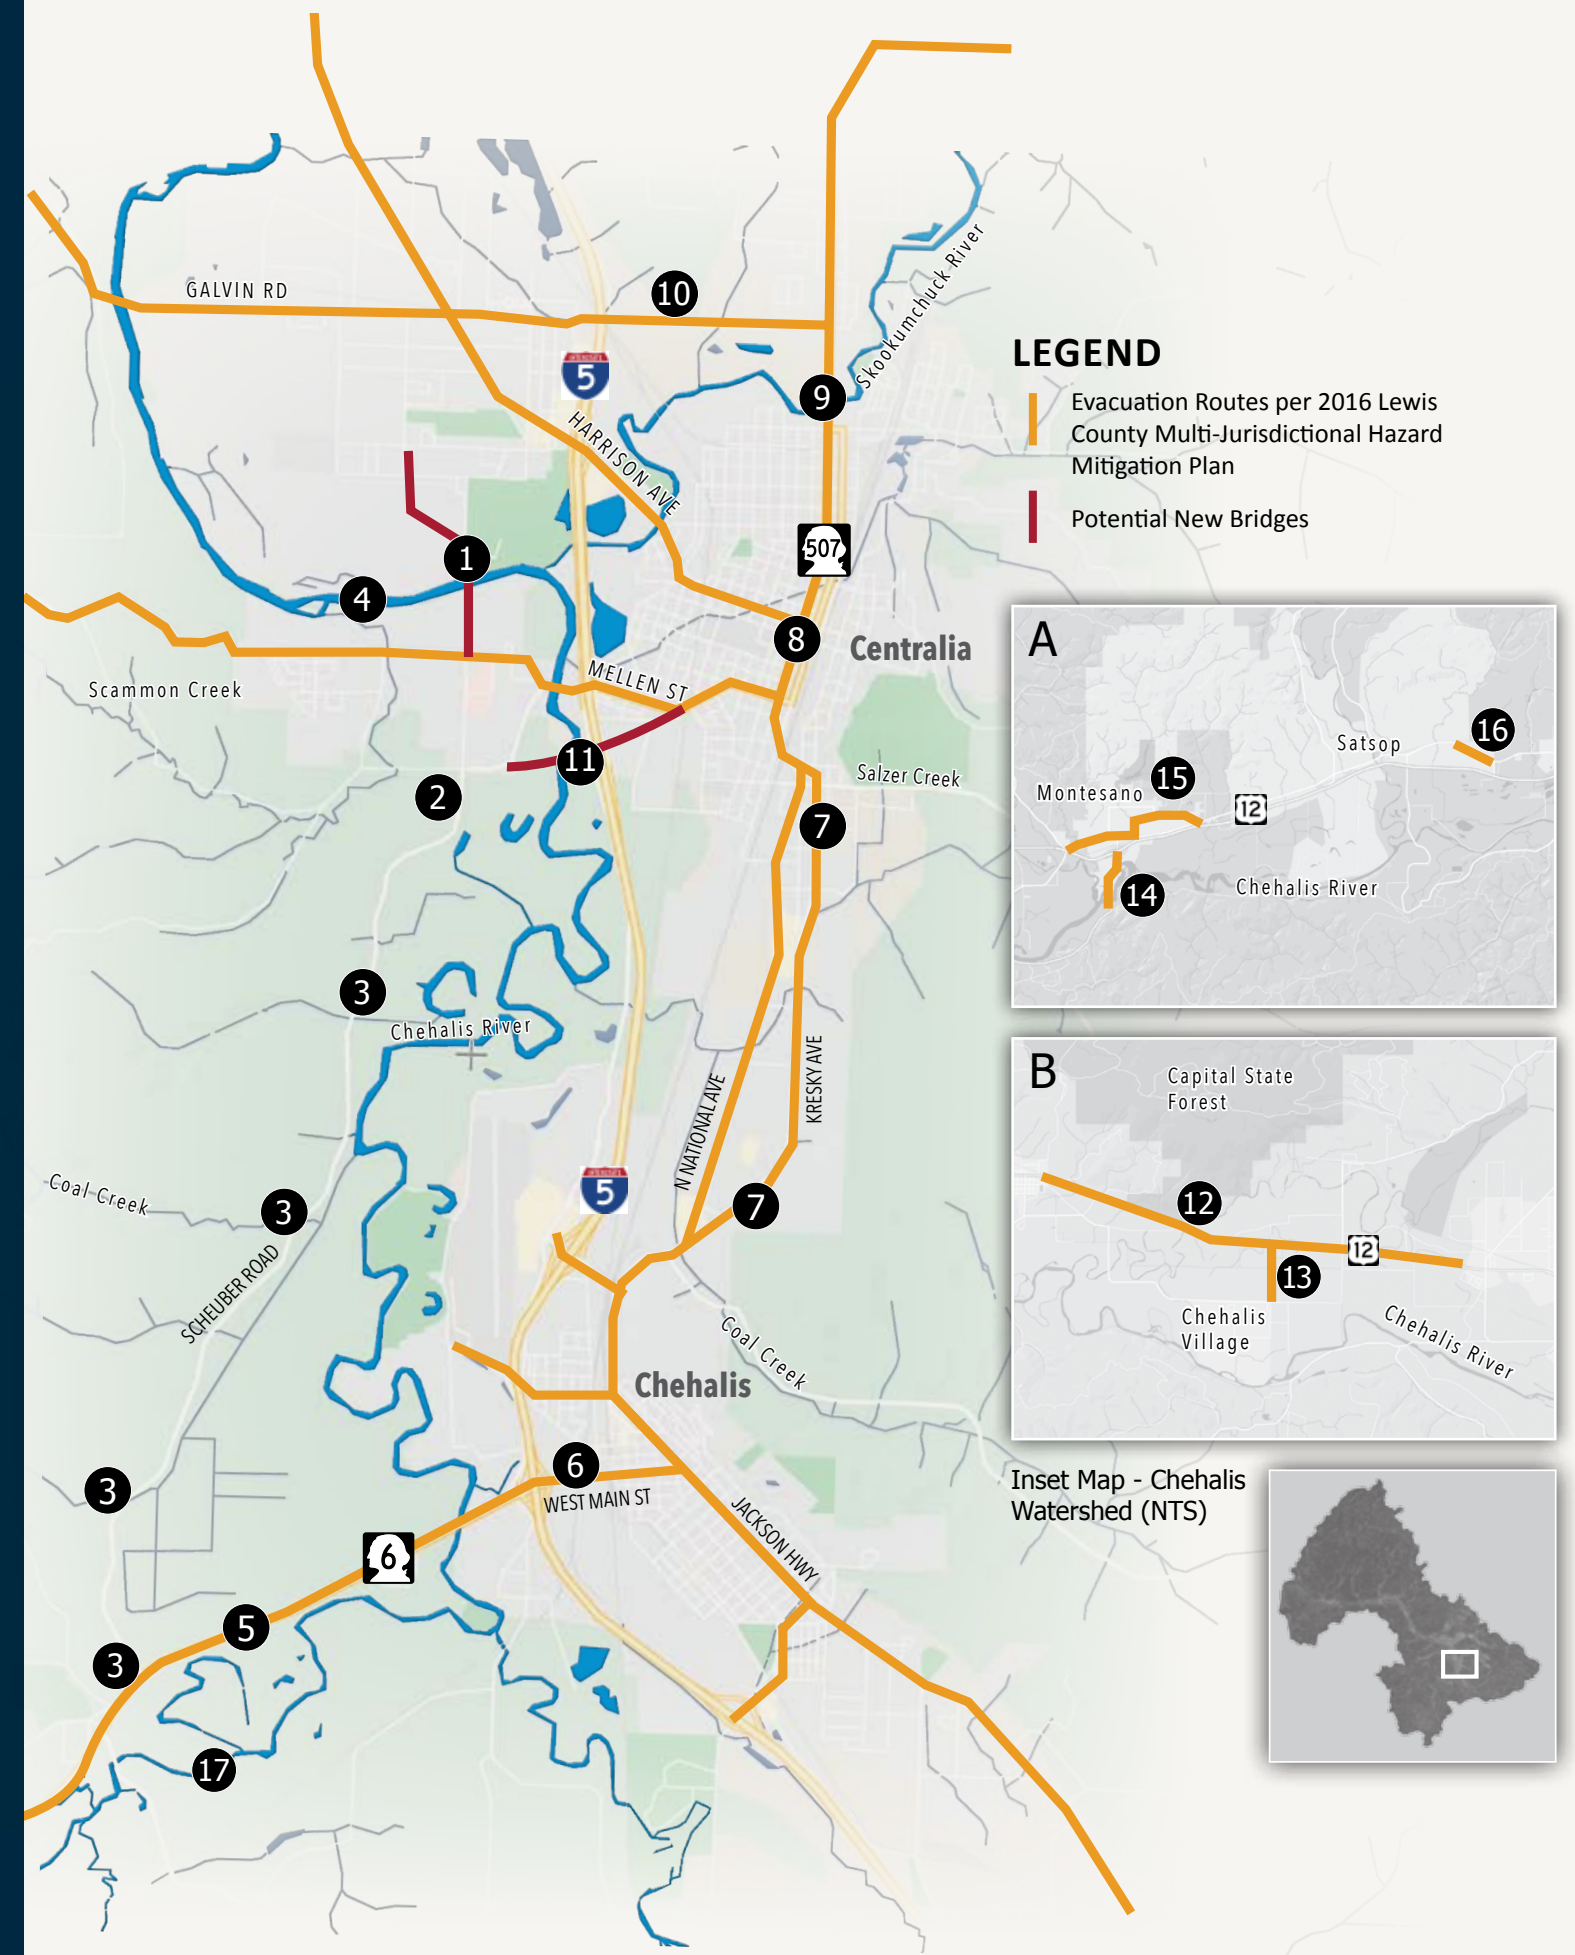 GALVIN RD
10
5
Skookumchuck River
9
HARRISON AVE
LEGEND
Evacuation Routes per 2016 Lewis
County Multi-Jurisdictional Hazard
Mitigation Plan
Potential New Bridges
507
1
4
8
Centralia
MELLEN ST
Scammon Creek
11
2
Salzer Creek
7
3
Chehalis River
KRESKY AVE
N NATIONAL AVE
5
Coal Creek
3
7
SCHEUBER ROAD
Coal Creek
Chehalis
6
WEST MAIN ST
3
JACKSON HWY
6
5
3
17
A
Satsop
16
15
Montesano
12
Chehalis River
14
B
Capital State
Forest
12
12
13
Chehalis
Village
Chehalis River
Inset Map - Chehalis
Watershed (NTS)